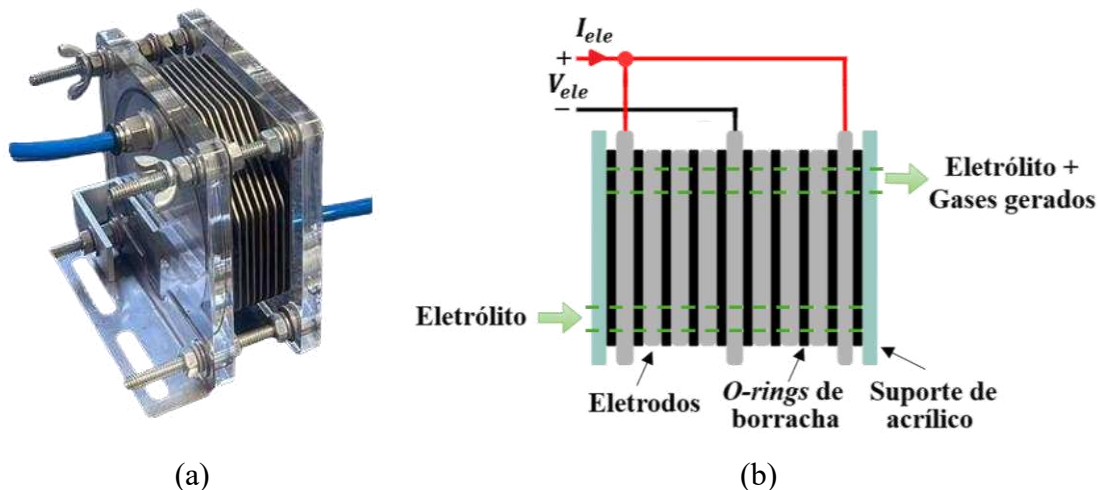 I_ele
+
V_ele
−
Eletrólito +
Gases gerados
Eletrólito
Eletrodos
O-rings de
borracha
Suporte de
acrílico
(a)
(b)